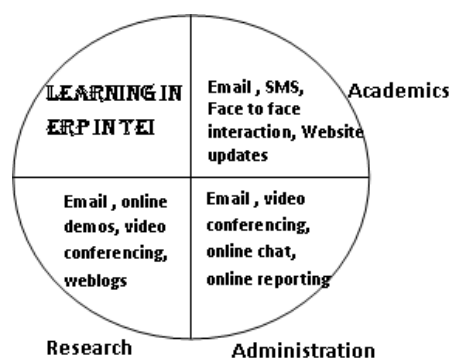 LEARNING IN
ERP IN TEI
Email , SMS,
Face to face
interaction, Website
updates
Academics
Email , online
demos, video
conferencing,
weblogs
Email , video
conferencing,
online chat,
online reporting
Research
Administration